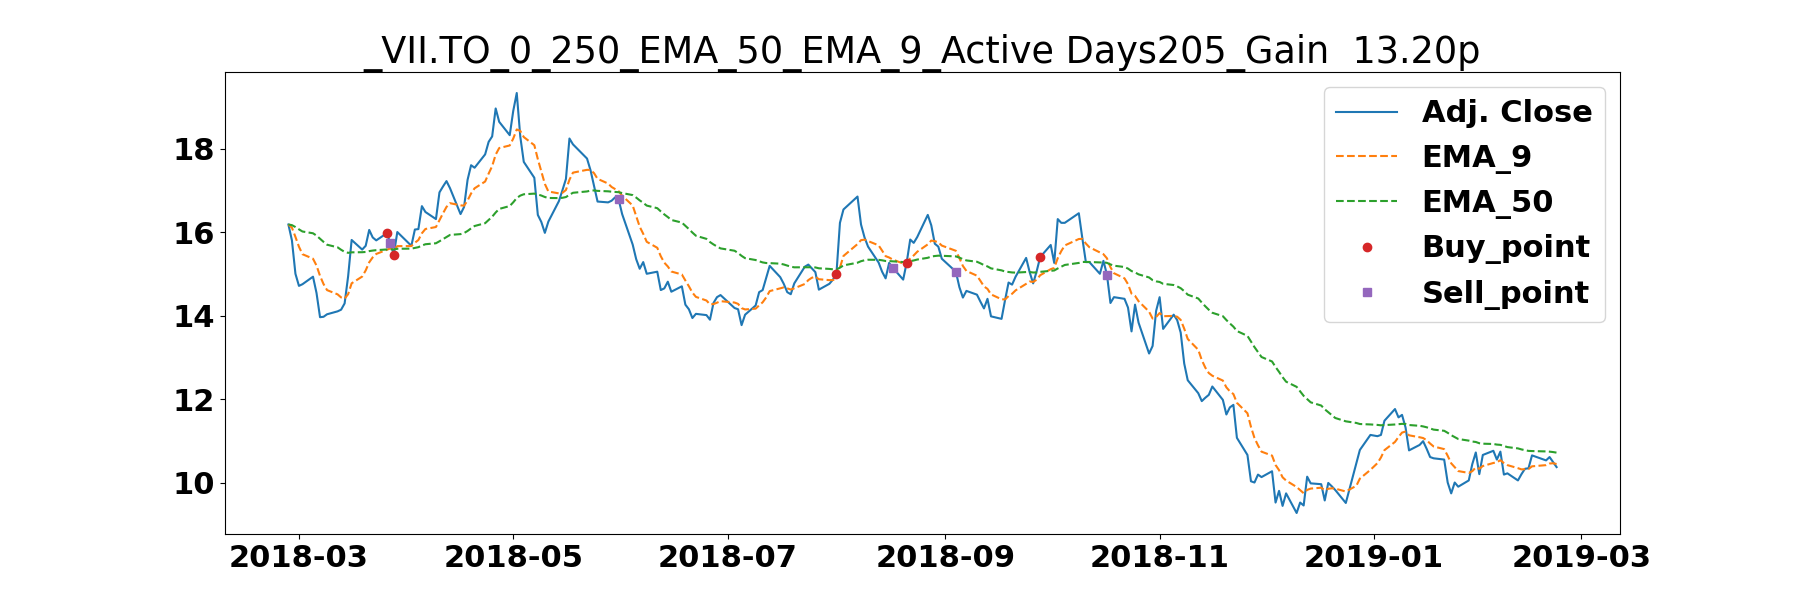 _VII.TO_0_250_EMA_50_EMA_9_Active Days205_Gain  13.20p
Adj. Close
EMA_9
EMA_50
Buy_point
Sell_point
18
16
14
12
10
2018-03 2018-05 2018-07 2018-09 2018-11 2019-01 2019-03